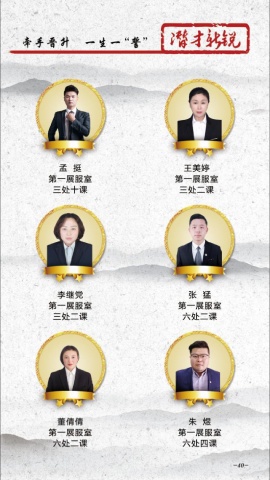 牵手晋升 一生一“誓”
潜才新锐
孟 挺
第一展服室
三处十课
王美婷
第一展服室
三处二课
李继党
第一展服室
三处二课
张 猛
第一展服室
六处二课
董倩倩
第一展服室
六处二课
朱 煜
第一展服室
六处四课
-40-